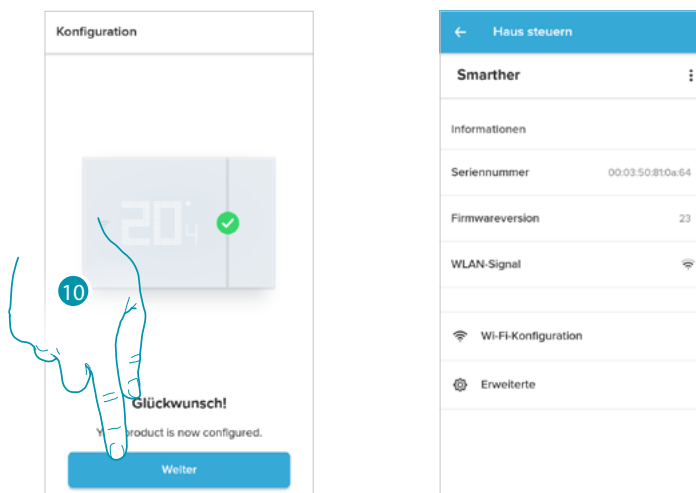 Konfiguration
20:4
10
Glückwunsch!
product is now configured.
Weiter
Haus steuern
Smarther
Informationen
Seriennummer 00:03:50:81:0a:64
Firmwareversion 23
WLAN-Signal
Wi-Fi-Konfiguration
Erweiterte